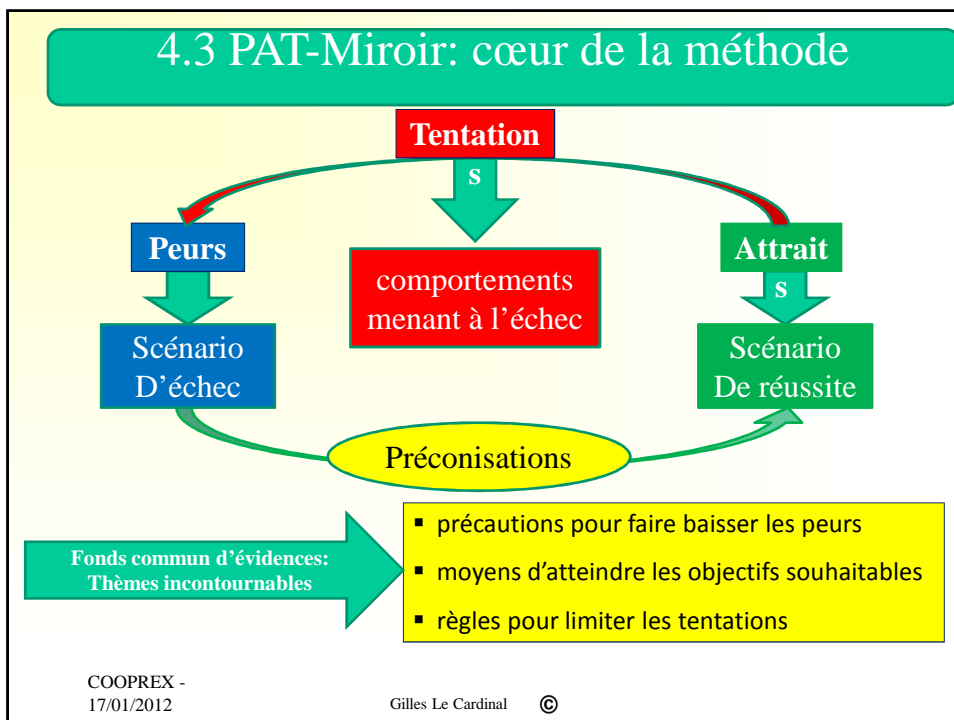 4.3 PAT-Miroir: cœur de la méthode
Tentation
s
Peurs
Attrait
s
comportements
menant à l'échec
Scénario
D'échec
Scénario
De réussite
Préconisations
Fonds commun d'évidences:
Thèmes incontournables
▪ précautions pour faire baisser les peurs
▪ moyens d'atteindre les objectifs souhaitables
▪ règles pour limiter les tentations
COOPREX -
17/01/2012
Gilles Le Cardinal ©